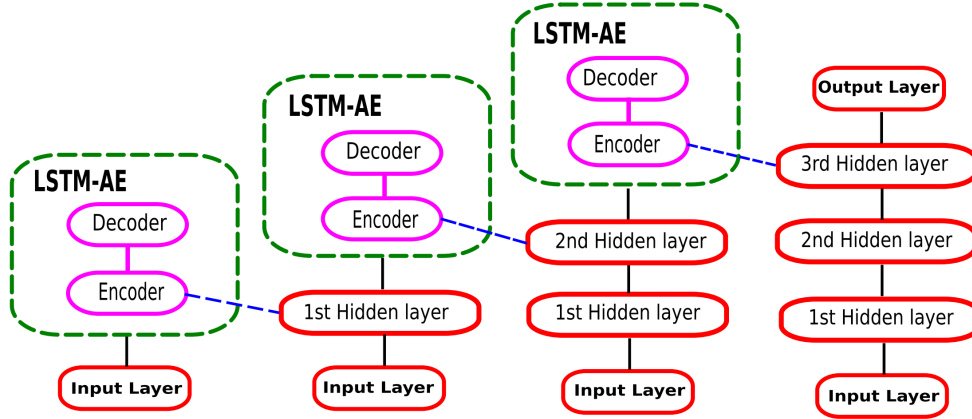 LSTM-AE
Decoder
Encoder
Input Layer
LSTM-AE
Decoder
Encoder
1st Hidden layer
Input Layer
LSTM-AE
Decoder
Encoder
2nd Hidden layer
1st Hidden layer
Input Layer
Output Layer
3rd Hidden layer
2nd Hidden layer
1st Hidden layer
Input Layer